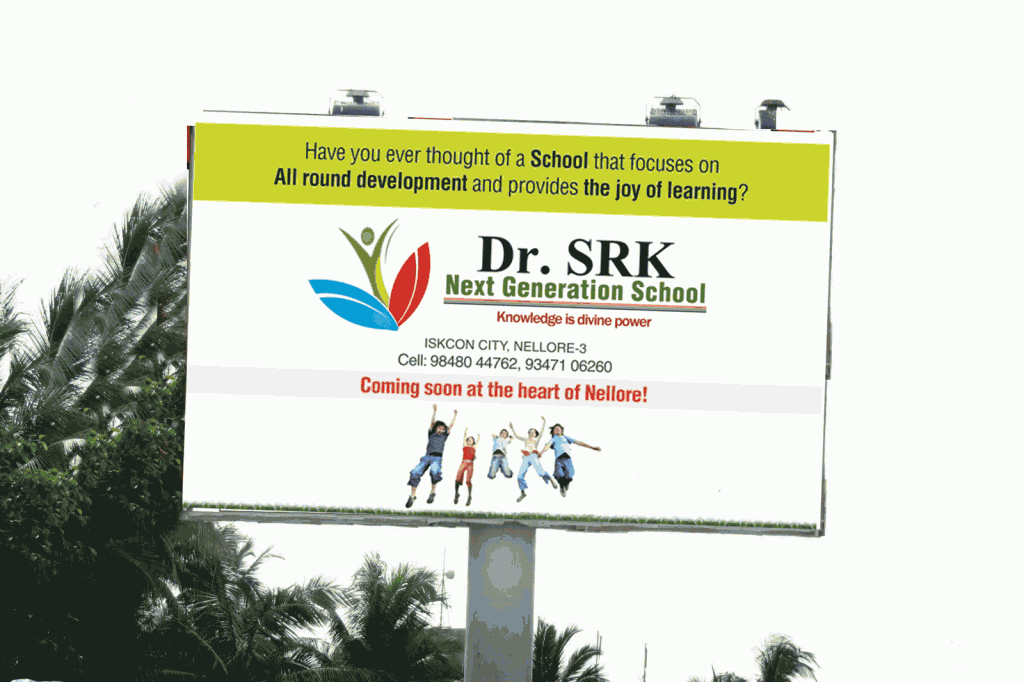 Have you ever thought of a School that focuses on
All round development and provides the joy of learning?
Dr. SRK
Next Generation School
Knowledge is divine power
ISKCON CITY, NELLORE-3
Cell: 98480 44762, 93471 06260
Coming soon at the heart of Nellore!